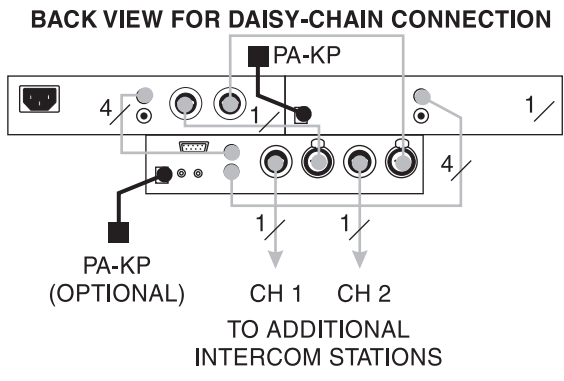 BACK VIEW FOR DAISY-CHAIN CONNECTION
PA-KP
4
1
1
4
1
1
PA-KP
(OPTIONAL)
CH 1
CH 2
TO ADDITIONAL
INTERCOM STATIONS